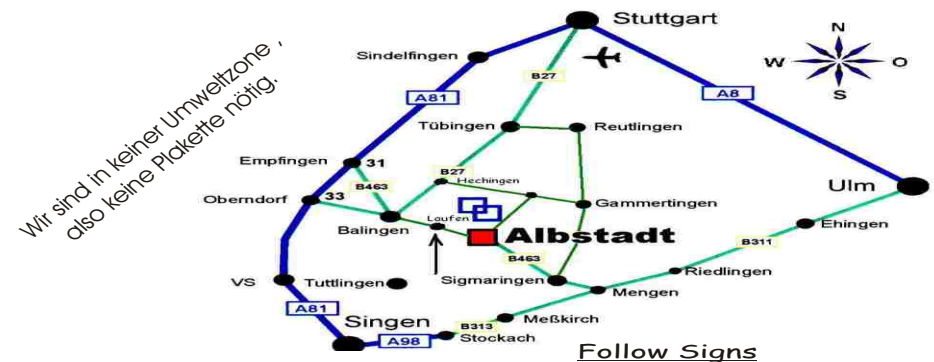 Stuttgart
N
W O
S
Sindelfingen
B27
A81
A8
Wir sind in keiner Umweltzone ,
also keine Plakette nötig.
Tübingen
Reutlingen
Empfingen
31
B27
Hechingen
B463
Oberndorf
33
Ulm
Gammertingen
Laufen
Balingen
Albstadt
Ehingen
B311
B463
VS
Tuttlingen
Sigmaringen
Riedlingen
Mengen
A81
Singen
Meßkirch
B313
A98
Stockach
Follow Signs